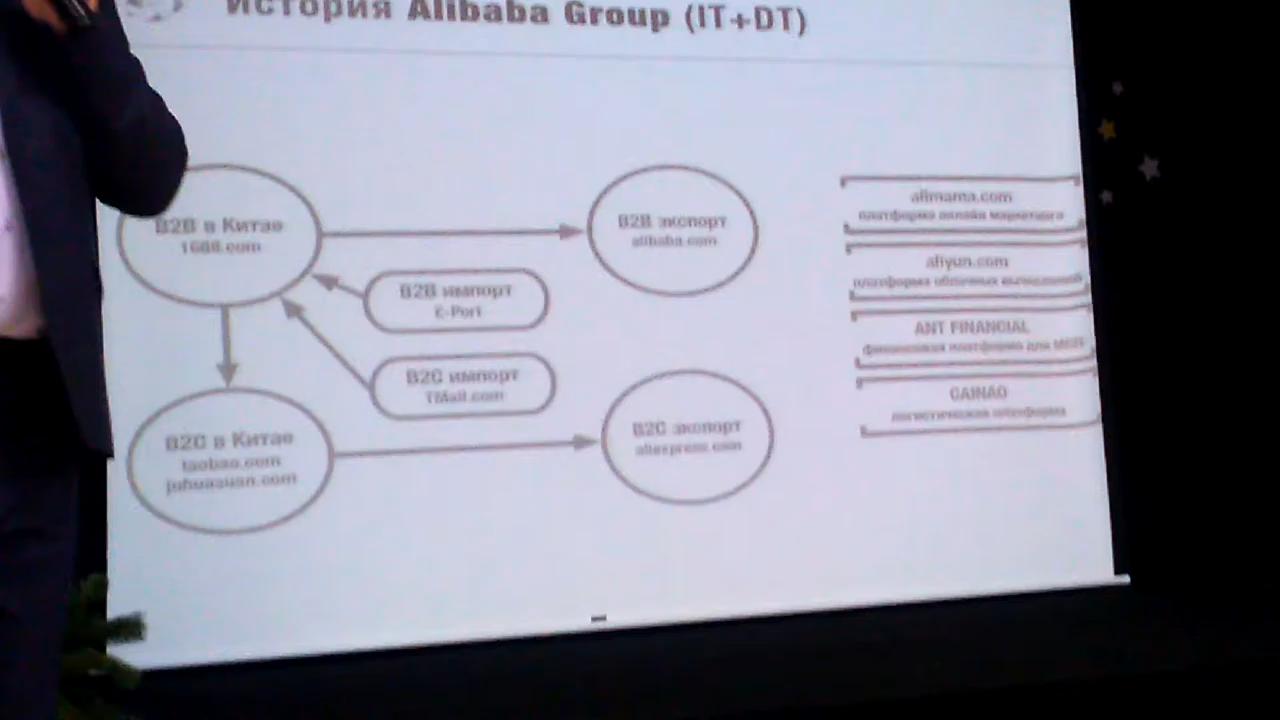 История Alibaba Group (IT+DT)
B2B в Китае
1688.com
B2B экспорт
alibaba.com
B2B импорт
E-Port
B2C импорт
TMall.com
B2C в Китае
taobao.com
juhuasuan.com
B2C экспорт
aliexpress.com
alimama.com
платформа онлайн маркетинга
aliyun.com
платформа облачных вычислений
ANT FINANCIAL
финансовая платформа для
CAINAO
логистическая платформа